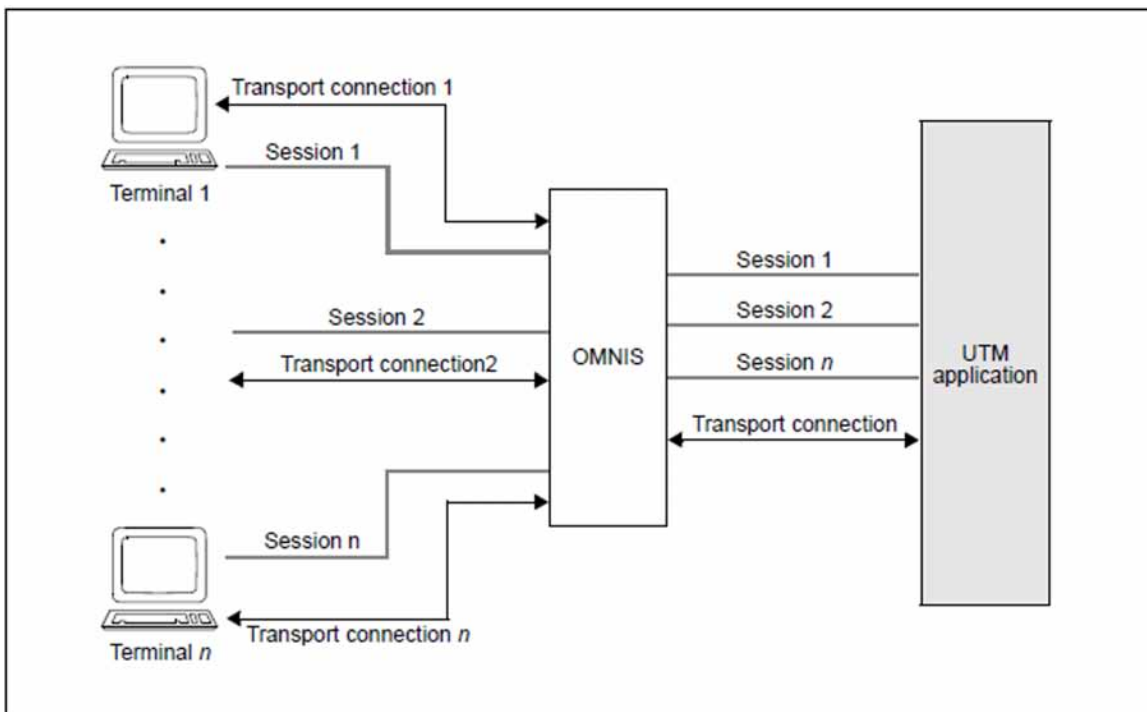 Transport connection 1
Session 1
Terminal 1
Session 2
Transport connection2
Session n
Transport connection n
Terminal n
OMNIS
Session 1
Session 2
Session n
Transport connection
UTM
application